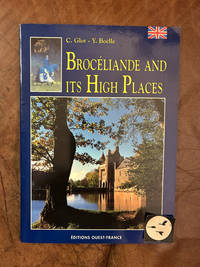 C. Glot - Y. Boëlle
BROCÉLIANDE AND
ITS HIGH PLACES
ÉDITIONS OUEST-FRANCE